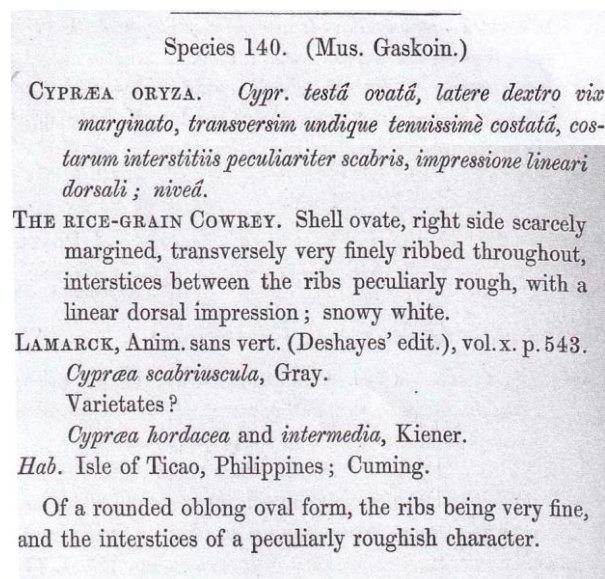 Species 140. (Mus. Gaskoin.)
CYPRÆA ORYZA. Cypr. testâ ovatâ, latere dextro vix
marginato, transversim undique tenuissimè costatâ, cos-
tarum interstitiis peculiariter scabris, impressione lineari
dorsali; niveâ.
THE RICE-GRAIN COWREY. Shell ovate, right side scarcely
margined, transversely very finely ribbed throughout,
interstices between the ribs peculiarly rough, with a
linear dorsal impression; snowy white.
LAMARCK, Anim. sans vert. (Deshayes' edit.), vol. x. p. 543.
Cypræa scabriuscula, Gray.
Varietates?
Cypræa hordacea and intermedia, Kiener.
Hab. Isle of Ticao, Philippines; Cuming.
Of a rounded oblong oval form, the ribs being very fine,
and the interstices of a peculiarly roughish character.